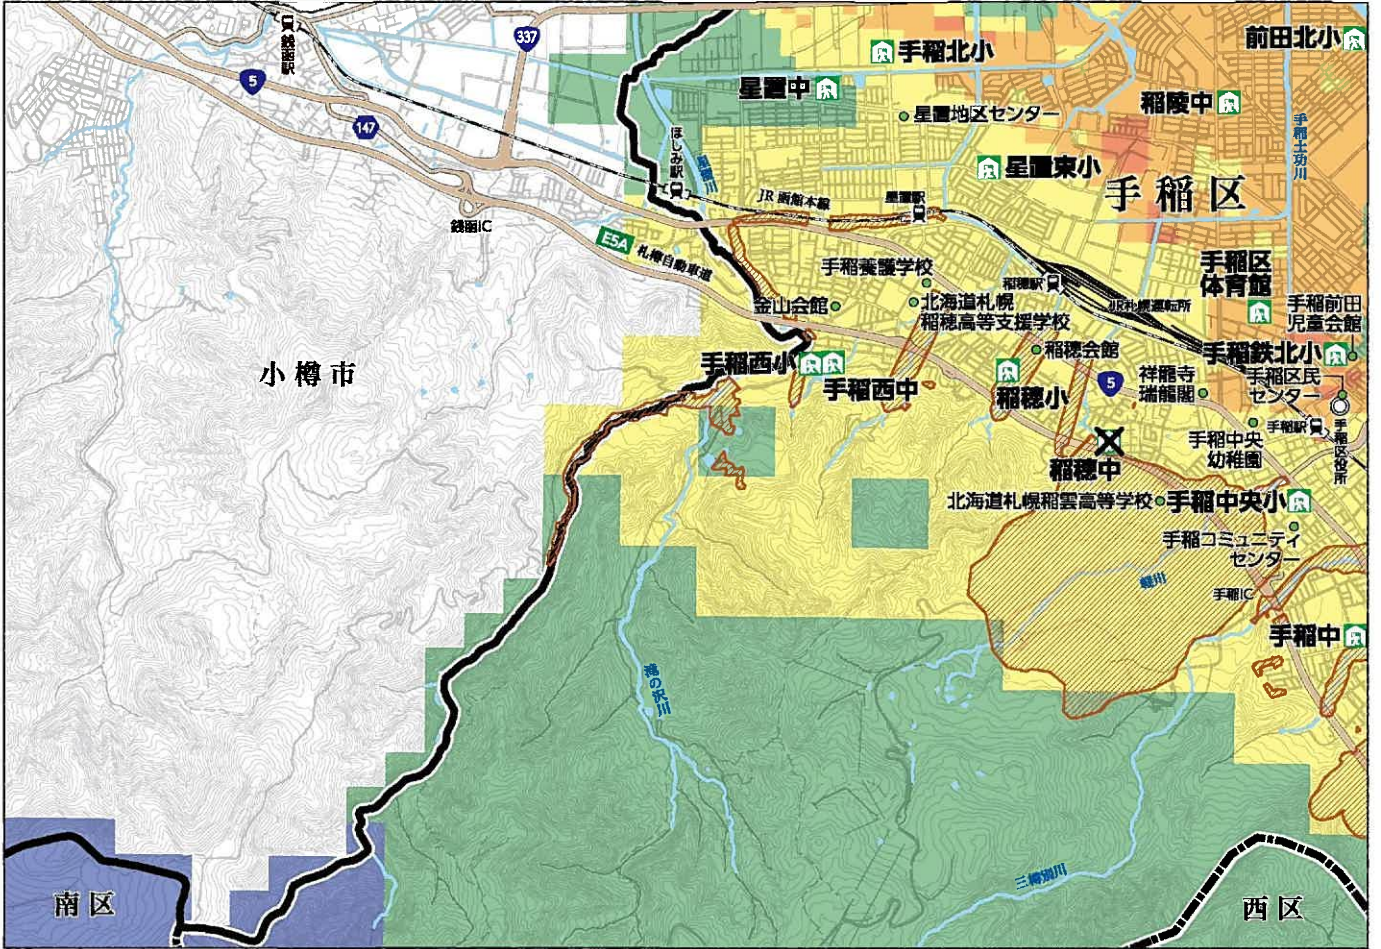 銭函駅
337
5
147
手稲北小
前田北小
星置中
稲陵中
星置地区センター
手稲土功川
ほしみ駅
星置川
星置東小
手稲区
JR函館本線
星置駅
銭函IC
E5A
札樽自動車道
手稲養護学校
稲穂駅
手稲区
体育館
金山会館
北海道札幌
稲穂高等支援学校
JR札幌運転所
手稲前田
児童会館
小樽市
手稲西小
稲穂会館
手稲鉄北小
手稲西中
稲穂小
5
祥龍寺
瑞龍閣
手稲区民
センター
手稲駅
手稲区役所
手稲中央
幼稚園
稲穂中
北海道札幌稲雲高等学校
手稲中央小
手稲コミュニティ
センター
軽川
手稲IC
手稲中
滝の沢川
三樽別川
南区
西区